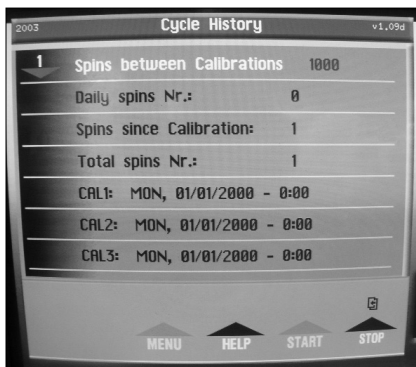 2003 Cycle History v1.09d
1 Spins between Calibrations 1000
Daily spins Nr.: 0
Spins since Calibration: 1
Total spins Nr.: 1
CAL1: MON, 01/01/2000 - 0:00
CAL2: MON, 01/01/2000 - 0:00
CAL3: MON, 01/01/2000 - 0:00
MENU HELP START STOP